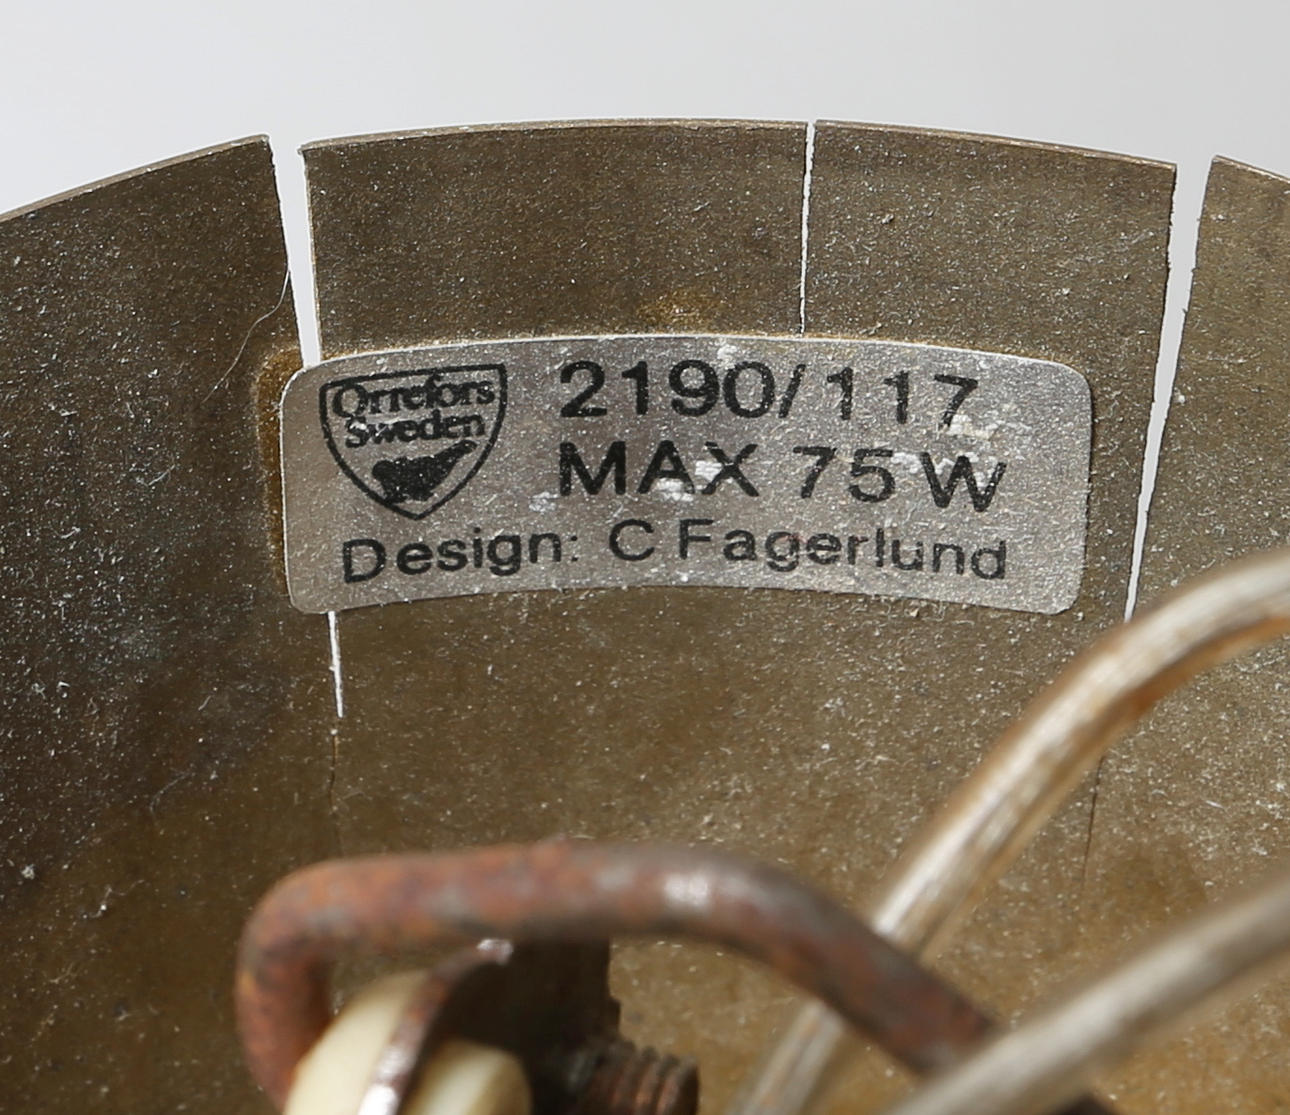 Orrefors
Sweden
2190/117
MAX 75 W
Design: C Fagerlund